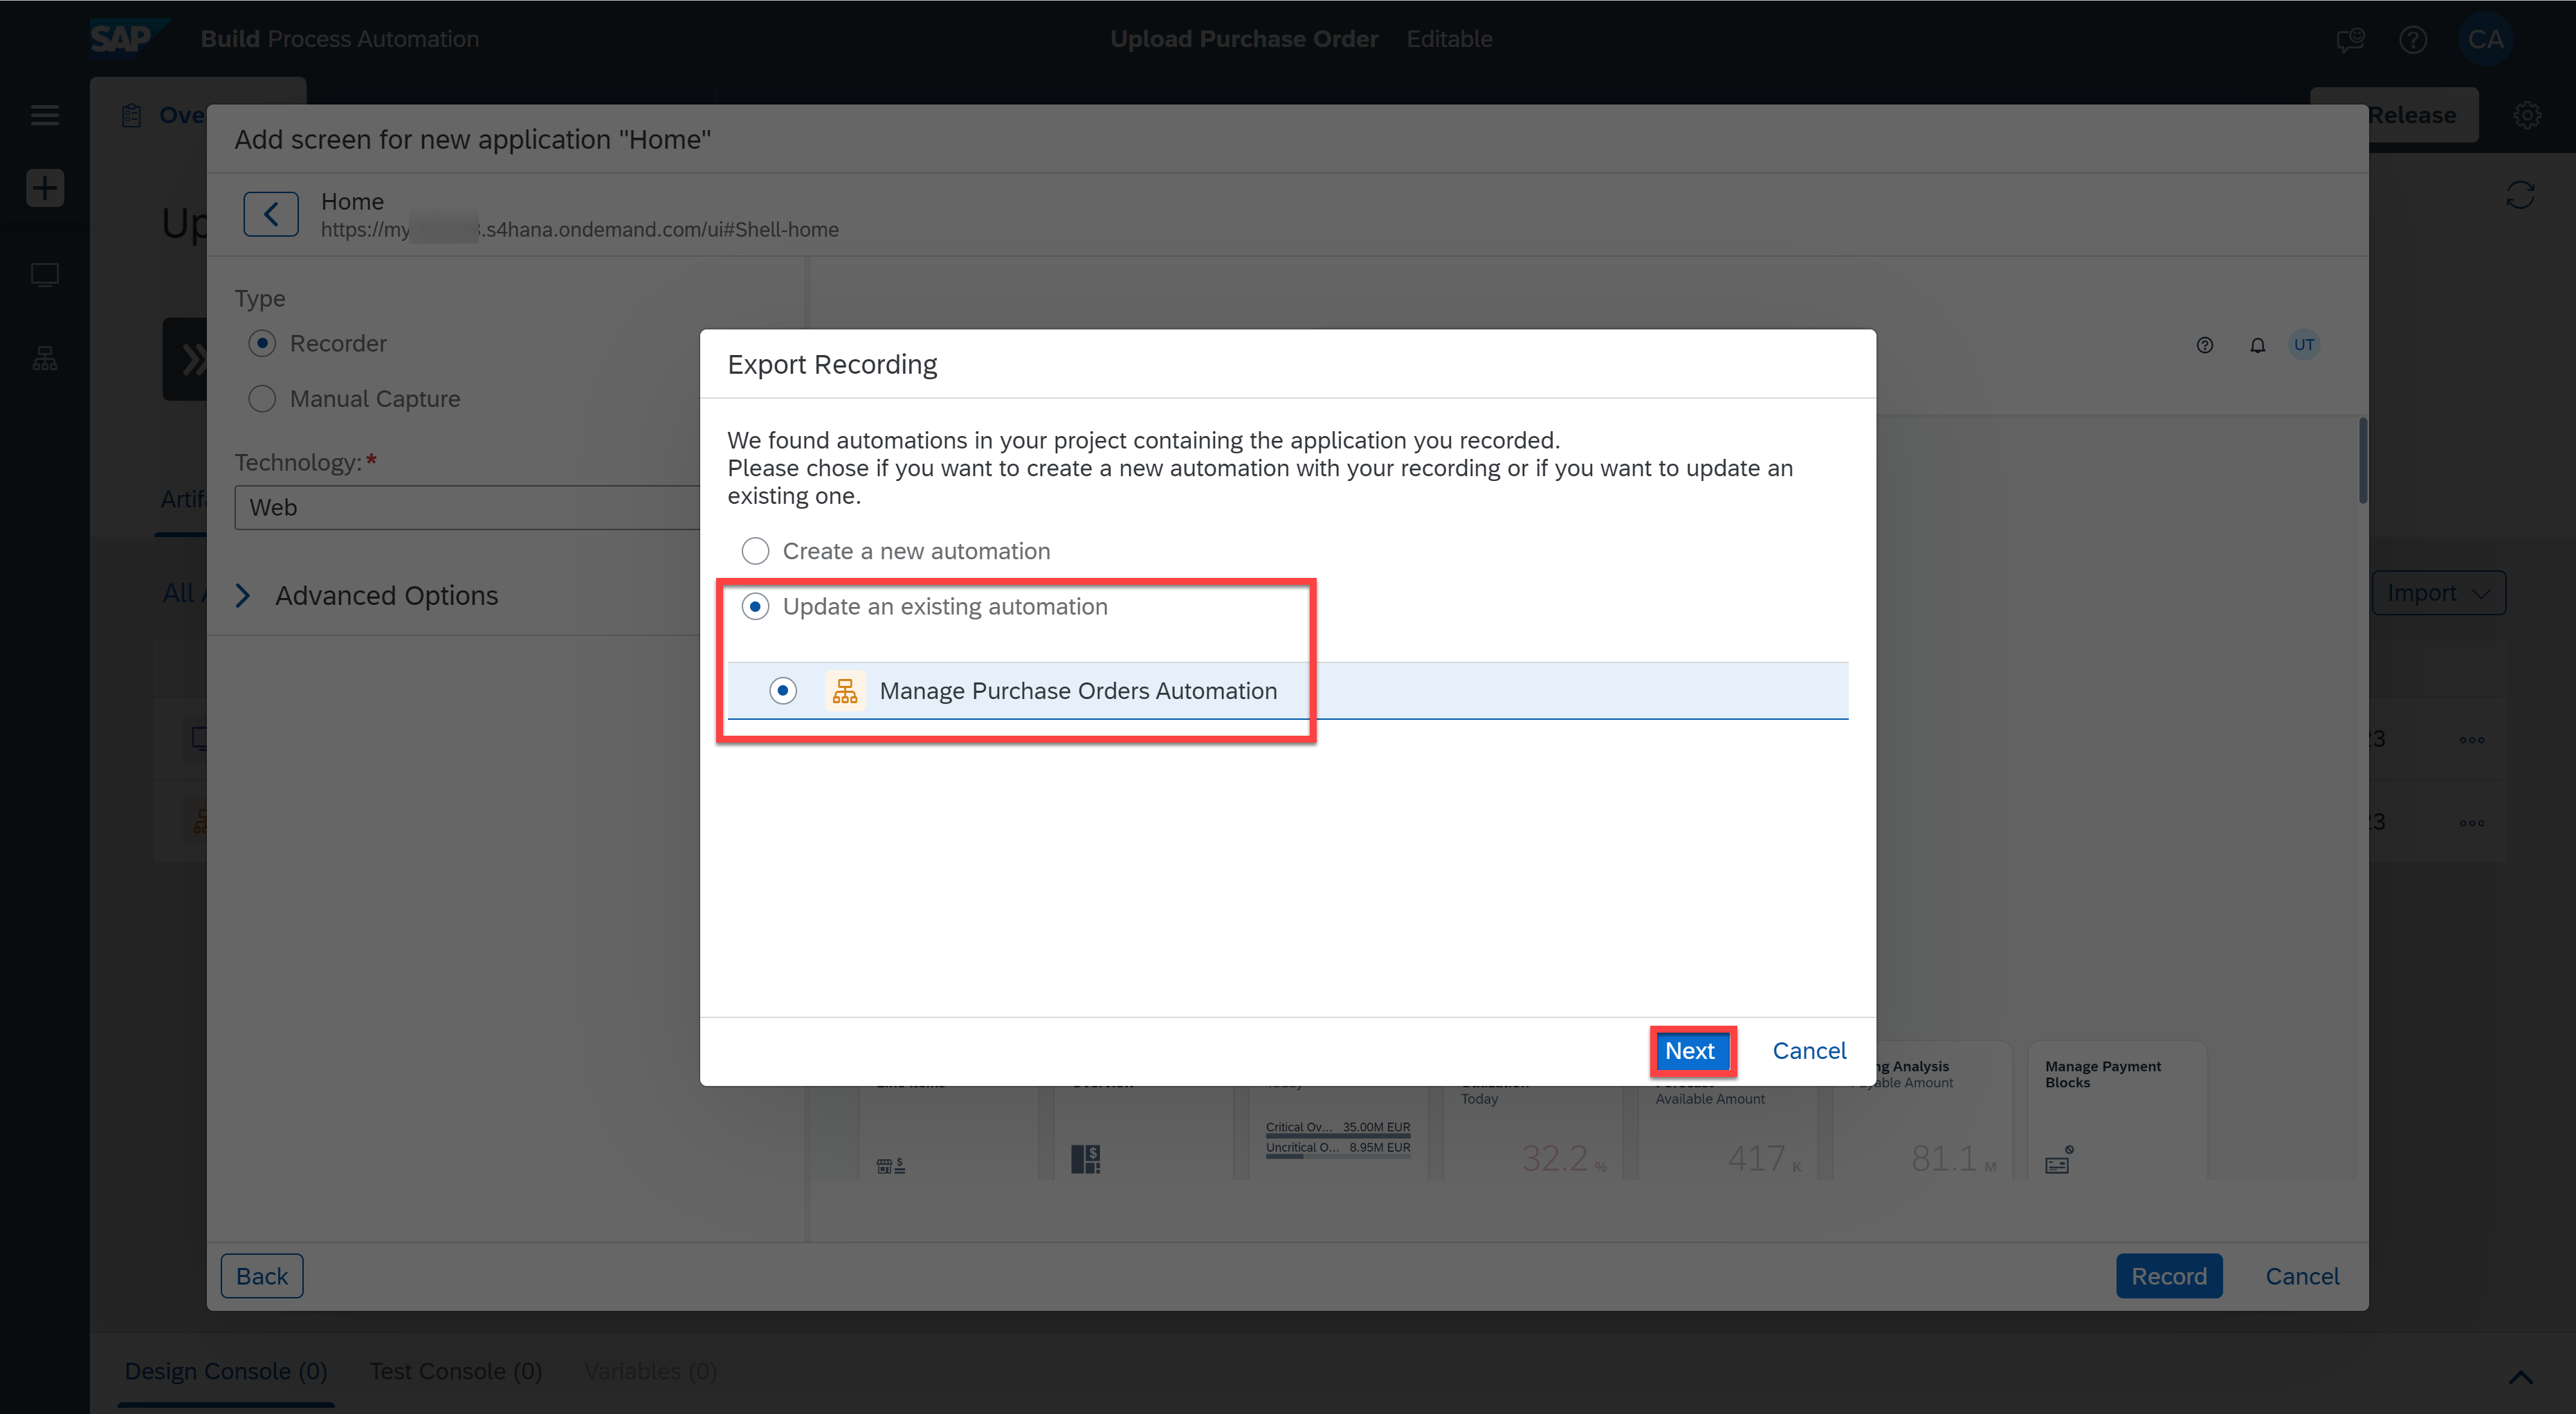 SAP Build Process Automation
Upload Purchase Order Editable
CA
Ove
Release
Add screen for new application "Home"
Home
https://my .s4hana.ondemand.com/ui#Shell-home
Up
Type
Recorder
Manual Capture
Technology:*
Web
Advanced Options
Artif
All A
Import
UT
Export Recording
We found automations in your project containing the application you recorded.
Please chose if you want to create a new automation with your recording or if you want to update an
existing one.
Create a new automation
Update an existing automation
Manage Purchase Orders Automation
Next Cancel
23
23
Today
Available Amount
ng Analysis
yable Amount
Manage Payment
Blocks
Critical Ov... 35.00M EUR
Uncritical O... 8.95M EUR
32.2 %
417 K
81.1 M
Back
Record Cancel
Design Console (0) Test Console (0) Variables (0)